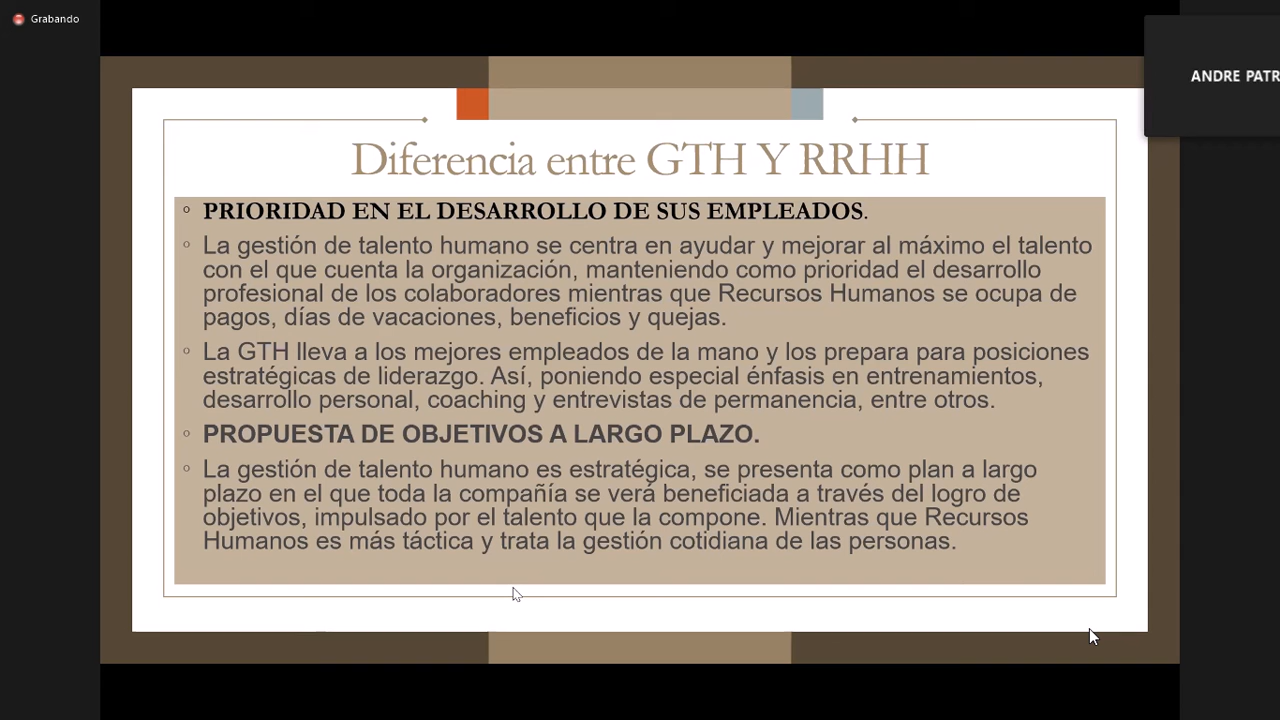 Grabando
ANDRE PATR
Diferencia entre GTH Y RRHH
PRIORIDAD EN EL DESARROLLO DE SUS EMPLEADOS.
La gestión de talento humano se centra en ayudar y mejorar al máximo el talento
con el que cuenta la organización, manteniendo como prioridad el desarrollo
profesional de los colaboradores mientras que Recursos Humanos se ocupa de
pagos, días de vacaciones, beneficios y quejas.
La GTH lleva a los mejores empleados de la mano y los prepara para posiciones
estratégicas de liderazgo. Así, poniendo especial énfasis en entrenamientos,
desarrollo personal, coaching y entrevistas de permanencia, entre otros.
PROPUESTA DE OBJETIVOS A LARGO PLAZO.
La gestión de talento humano es estratégica, se presenta como plan a largo
plazo en el que toda la compañía se verá beneficiada a través del logro de
objetivos, impulsado por el talento que la compone. Mientras que Recursos
Humanos es más táctica y trata la gestión cotidiana de las personas.